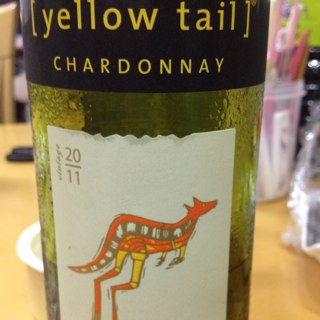 [ yellow tail ]®
CHARDONNAY
20
11
vintage